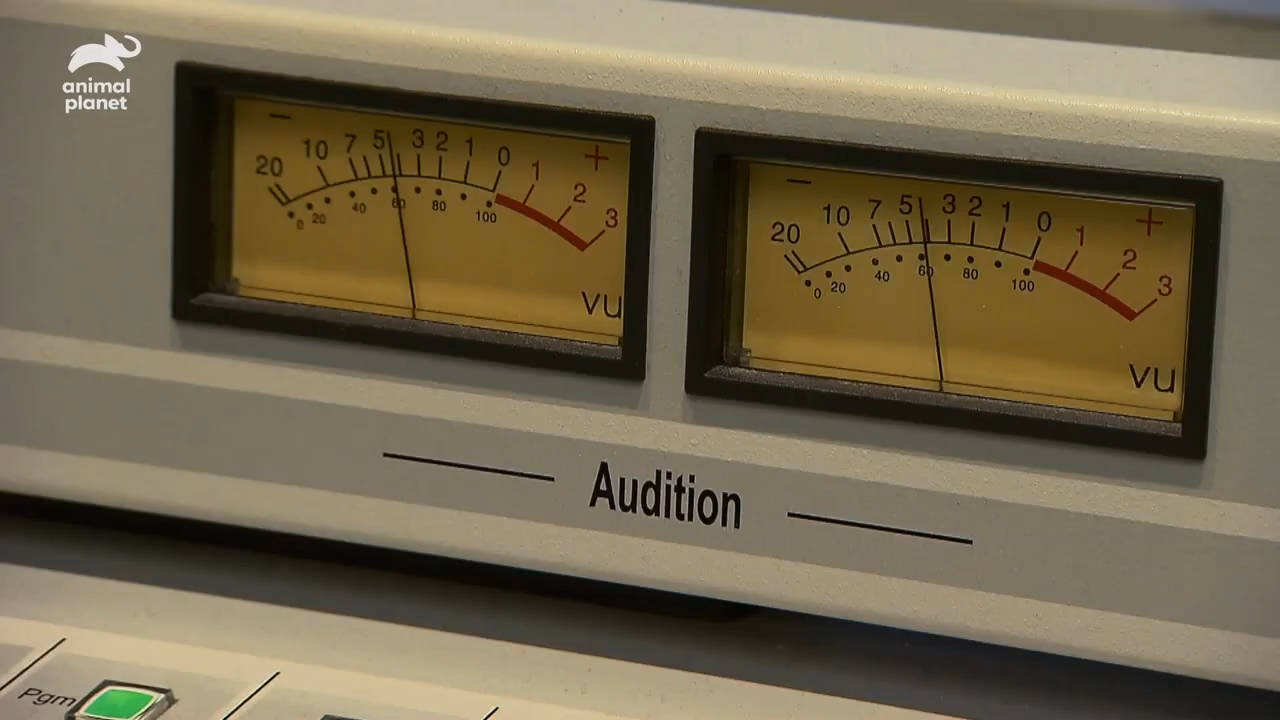 animal
planet
− 20 10 7 5 3 2 1 0 1 2 3 +
0 20 40 60 80 100
VU
− 20 10 7 5 3 2 1 0 1 2 3 +
0 20 40 60 80 100
VU
Audition
Pgm